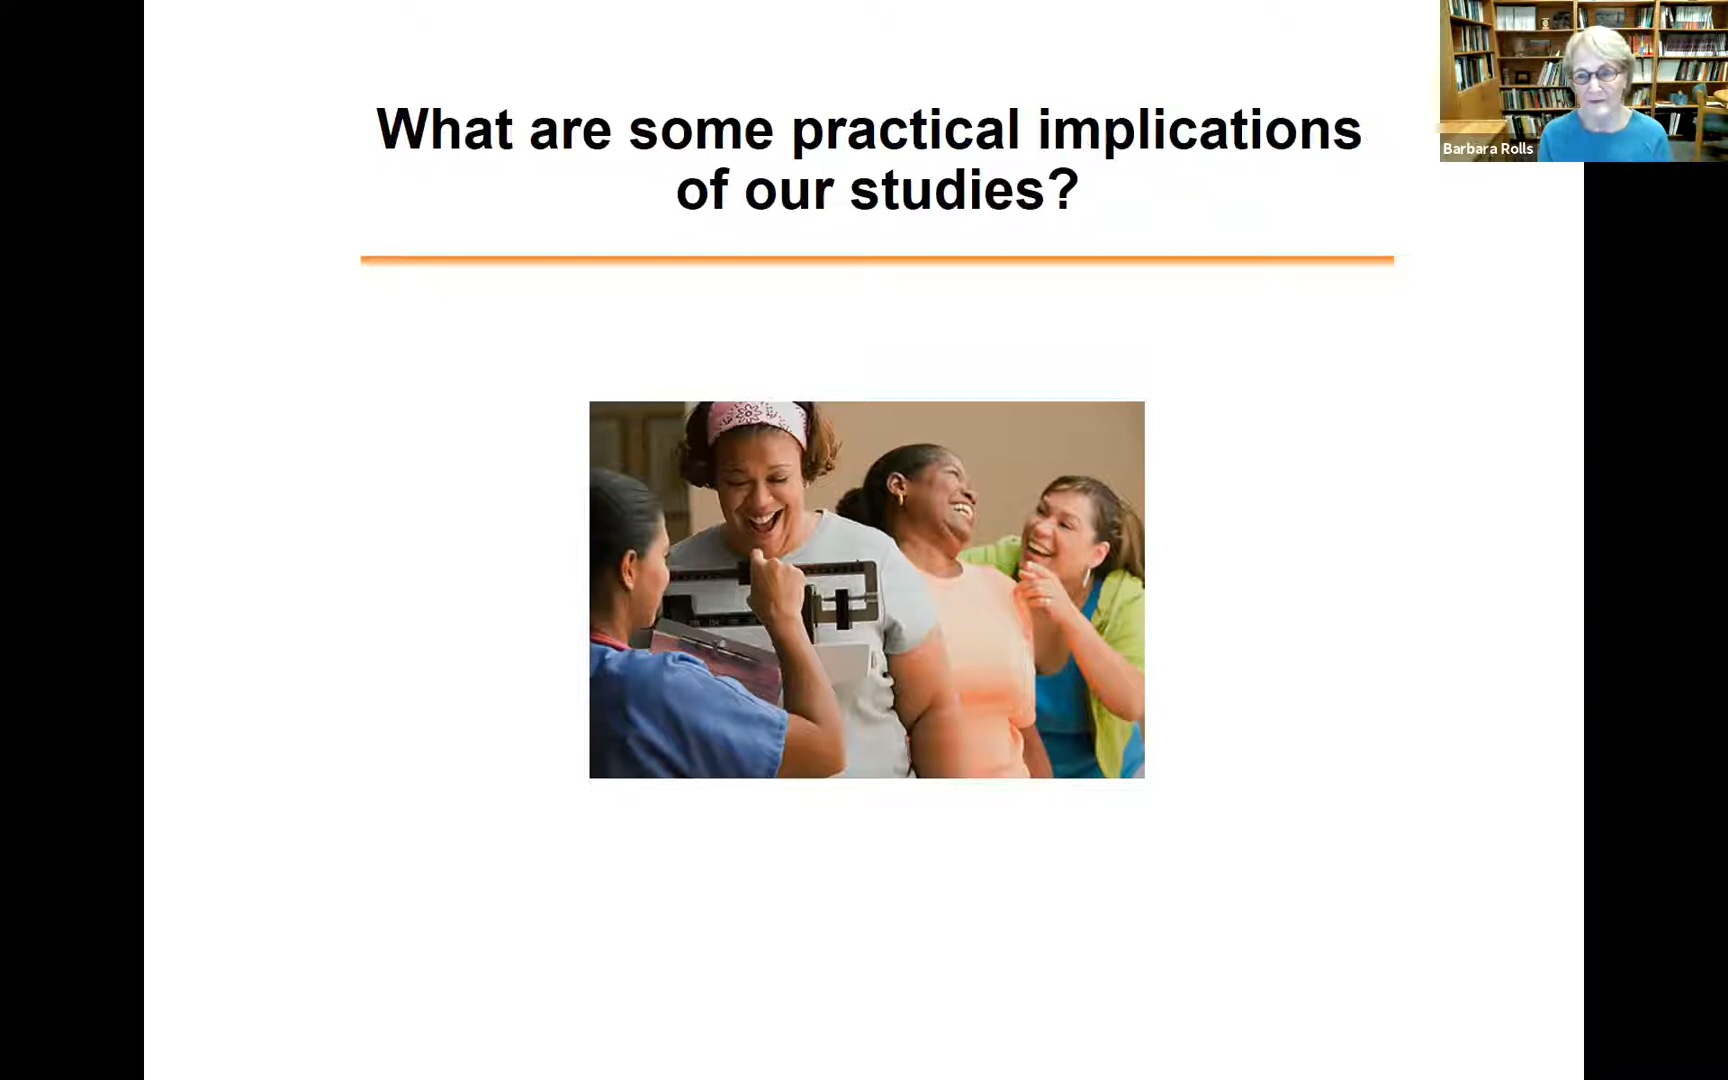 What are some practical implications
of our studies?
Barbara Rolls